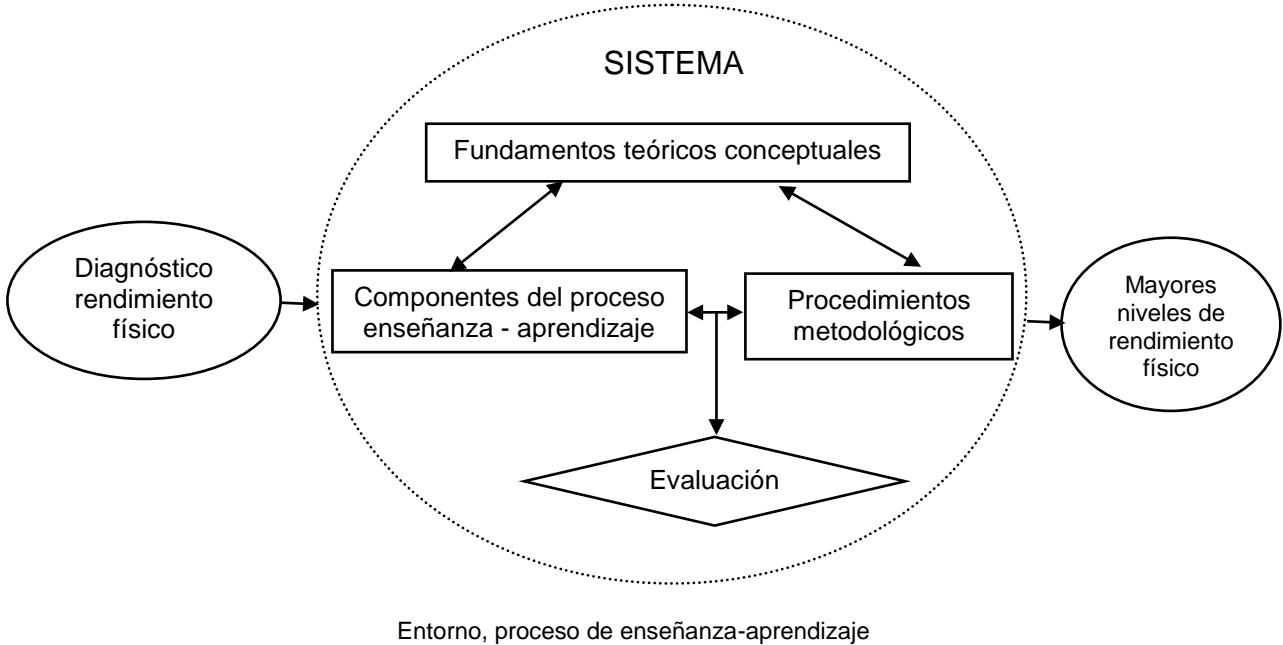 SISTEMA
Fundamentos teóricos conceptuales
Diagnóstico
rendimiento
físico
Componentes del proceso
enseñanza - aprendizaje
Procedimientos
metodológicos
Mayores
niveles de
rendimiento
físico
Evaluación
Entorno, proceso de enseñanza-aprendizaje